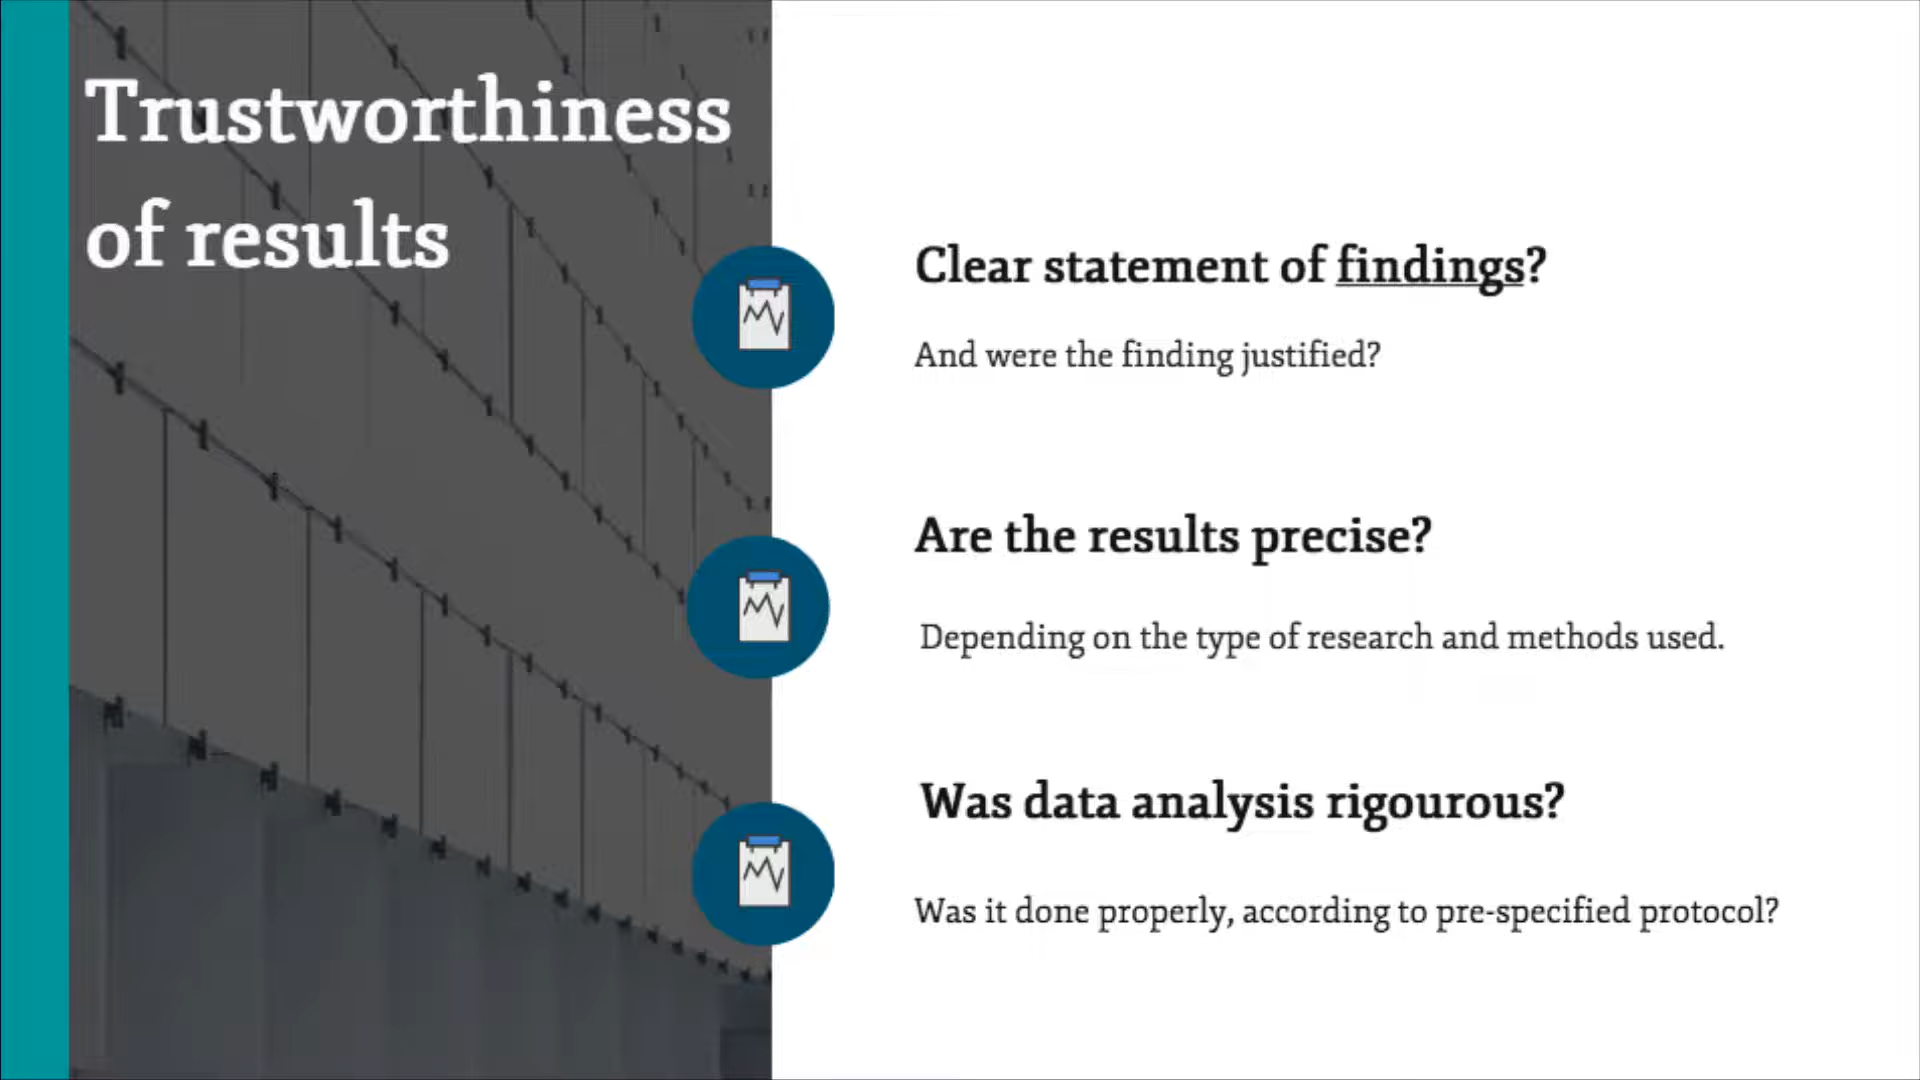 Trustworthiness
of results
Clear statement of findings?
And were the finding justified?
Are the results precise?
Depending on the type of research and methods used.
Was data analysis rigourous?
Was it done properly, according to pre-specified protocol?